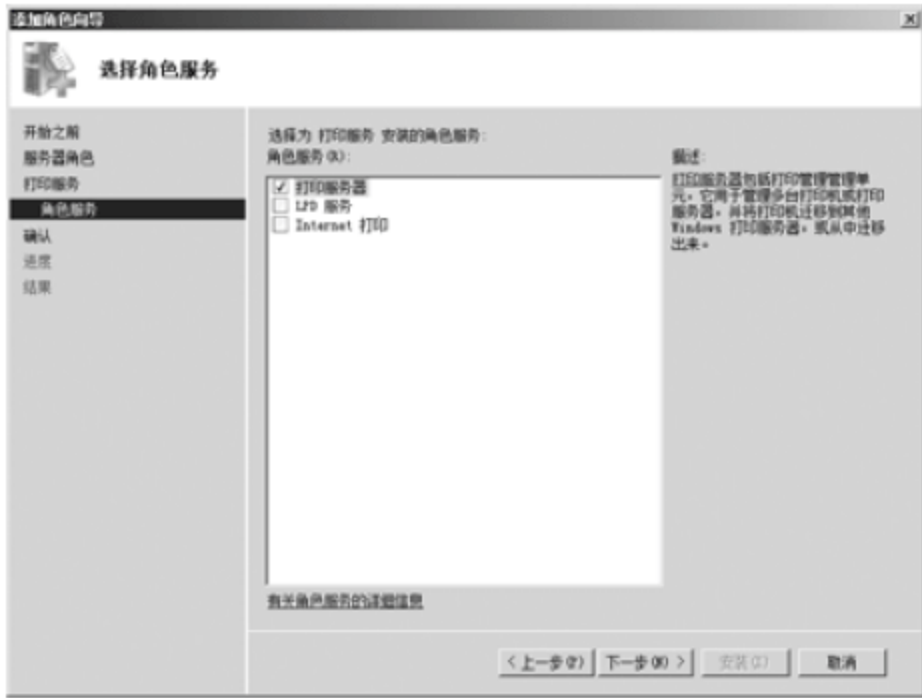 添加角色向导
选择角色服务
开始之前
服务器角色
打印服务
角色服务
确认
进度
结果
选择为 打印服务 安装的角色服务:
角色服务(R):
打印服务器
LPD 服务
Internet 打印
有关角色服务的详细信息
描述:
打印服务器包括打印管理管理单
元，它用于管理多台打印机或打印
服务器，并将打印机迁移到其他
Windows 打印服务器，或从中迁移
出来。
< 上一步(P)
下一步(N) >
安装(I)
取消